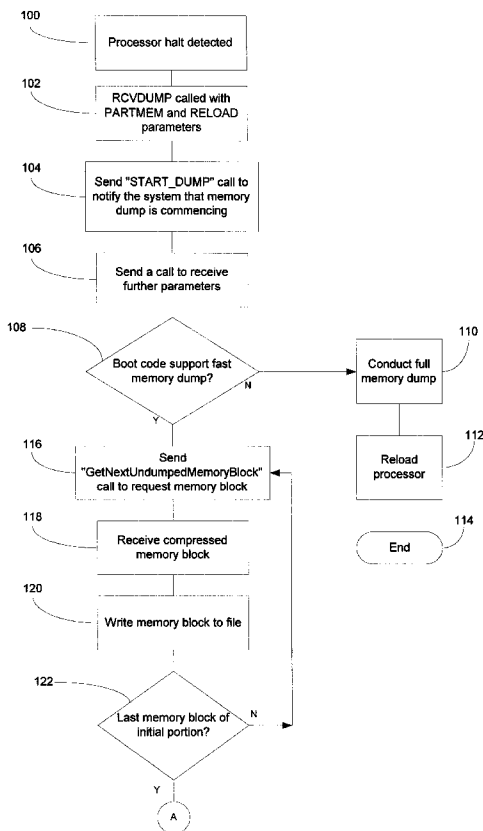 100
Processor halt detected
102
RCVDUMP called with
PARTMEM and RELOAD
parameters
104
Send "START_DUMP" call to
notify the system that memory
dump is commencing
106
Send a call to receive
further parameters
108
Boot code support fast
memory dump?
N
Y
110
Conduct full
memory dump
112
Reload
processor
114
End
116
Send
"GetNextUndumpedMemoryBlock"
call to request memory block
118
Receive compressed
memory block
120
Write memory block to file
122
Last memory block of
initial portion?
N
Y
A